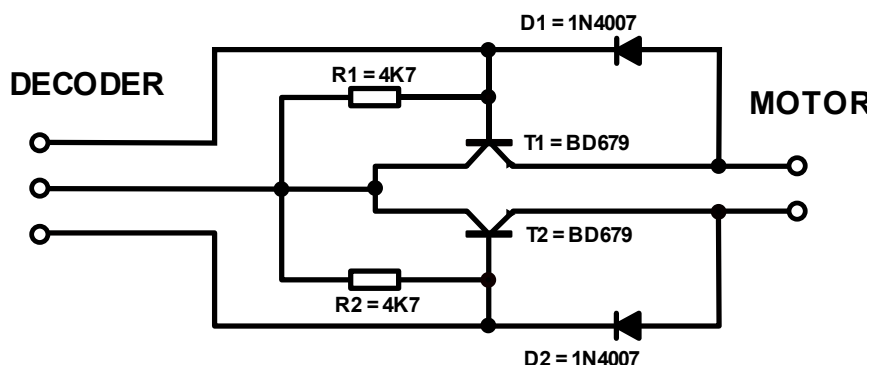 D1 = 1N4007
R1 = 4K7
DECODER
MOTOR
T1 = BD679
T2 = BD679
R2 = 4K7
D2 = 1N4007